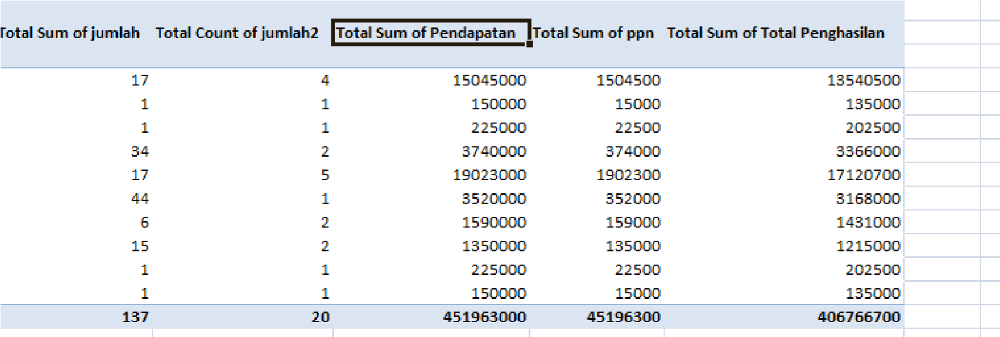 Total Sum of jumlah Total Count of jumlah2 Total Sum of Pendapatan Total Sum of ppn Total Sum of Total Penghasilan
17 4 15045000 1504500 13540500
1 1 150000 15000 135000
1 1 225000 22500 202500
34 2 3740000 374000 3366000
17 5 19023000 1902300 17120700
44 1 3520000 352000 3168000
6 2 1590000 159000 1431000
15 2 1350000 135000 1215000
1 1 225000 22500 202500
1 1 150000 15000 135000
137 20 451963000 45196300 406766700